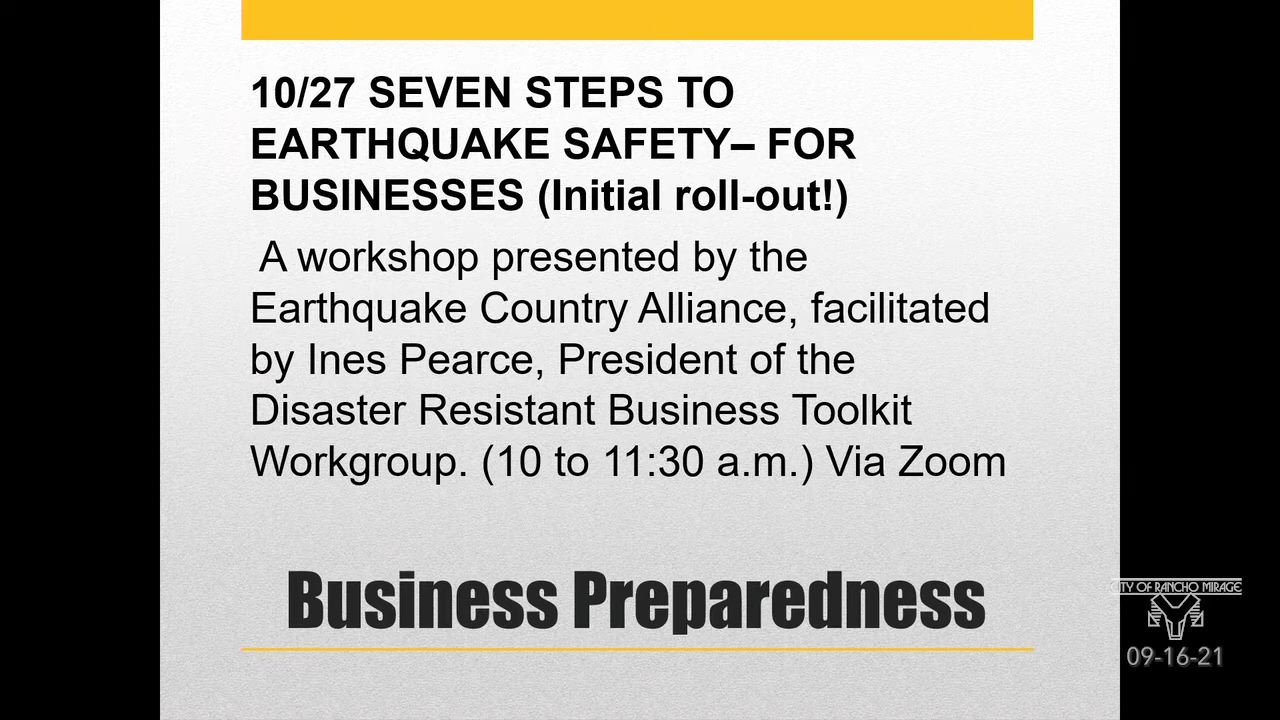 10/27 SEVEN STEPS TO
EARTHQUAKE SAFETY– FOR
BUSINESSES (Initial roll-out!)
A workshop presented by the
Earthquake Country Alliance, facilitated
by Ines Pearce, President of the
Disaster Resistant Business Toolkit
Workgroup. (10 to 11:30 a.m.) Via Zoom
Business Preparedness
CITY OF RANCHO MIRAGE
09-16-21